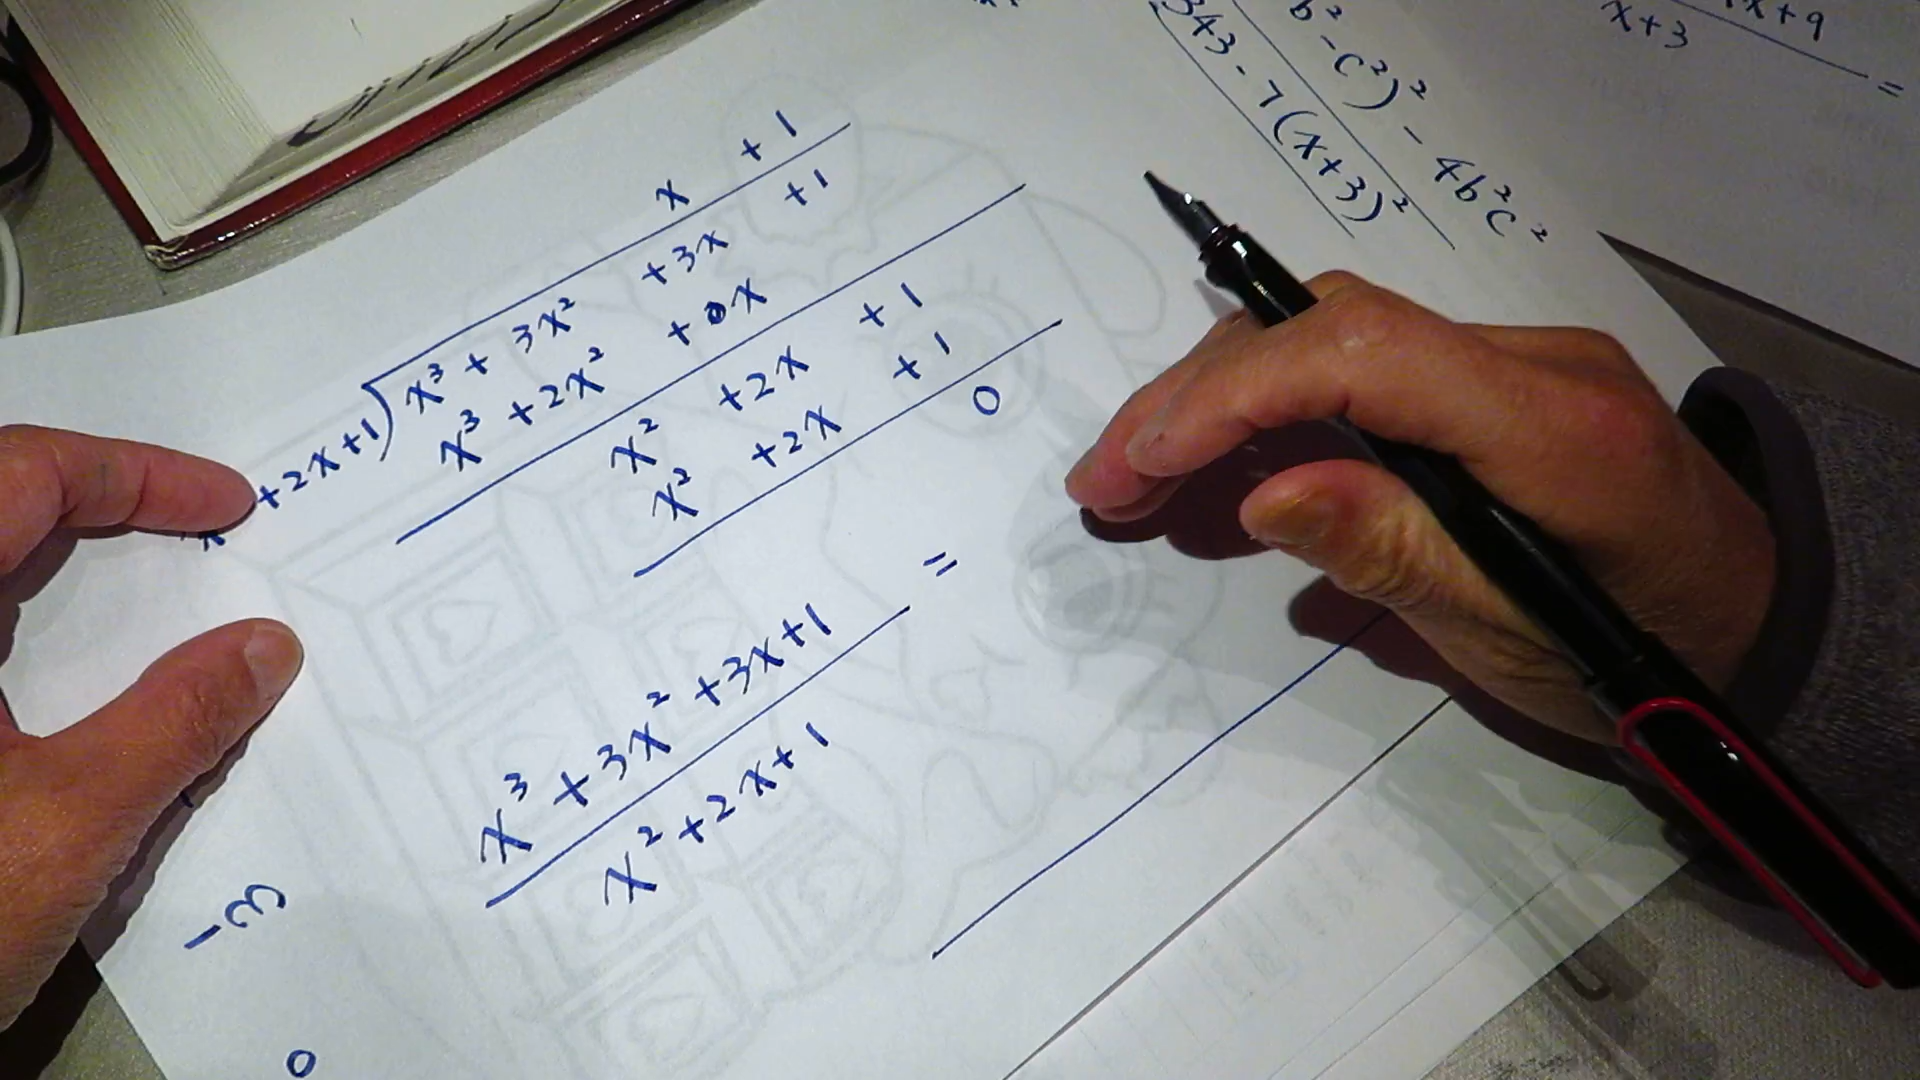 x + 1
+2x+1)x³ + 3x² +3x +1
x³ +2x² +0x
x² +2x +1
x² +2x +1
0
x³ +3x² +3x+1 =
x² +2x+1
-3
0
b² - c²)² - 4b²c²
343 - 7(x+3)²
x+9 =
x+3